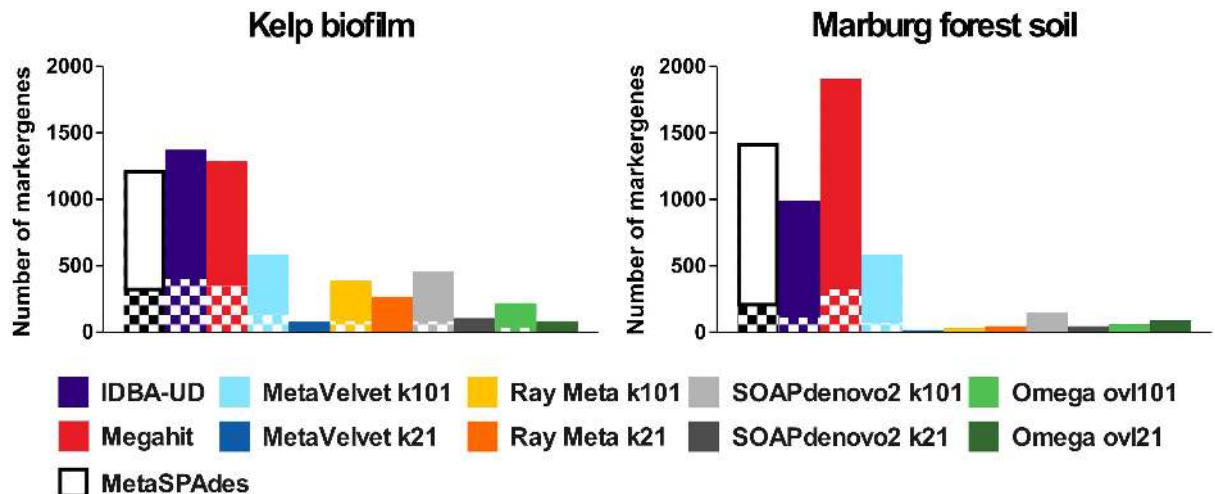 Kelp biofilm
Number of markergenes
2000
1500
1000
500
0
Marburg forest soil
Number of markergenes
2000
1500
1000
500
0
IDBA-UD MetaVelvet k101 Ray Meta k101 SOAPdenovo2 k101 Omega ovl101
Megahit MetaVelvet k21 Ray Meta k21 SOAPdenovo2 k21 Omega ovl21
MetaSPAdes